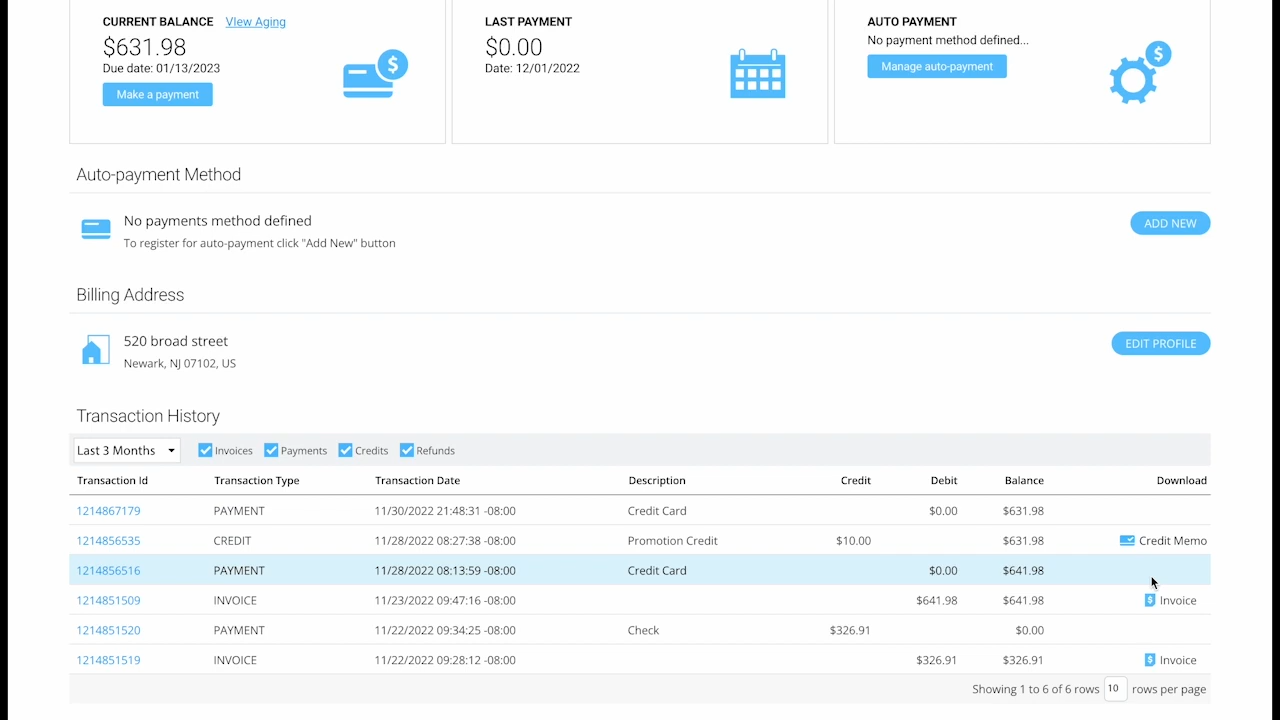 CURRENT BALANCE View Aging
$631.98
Due date: 01/13/2023
Make a payment
LAST PAYMENT
$0.00
Date: 12/01/2022
AUTO PAYMENT
No payment method defined...
Manage auto-payment
Auto-payment Method
No payments method defined
To register for auto-payment click "Add New" button
ADD NEW
Billing Address
520 broad street
Newark, NJ 07102, US
EDIT PROFILE
Transaction History
Last 3 Months Invoices Payments Credits Refunds
Transaction Id Transaction Type Transaction Date Description Credit Debit Balance Download
1214867179 PAYMENT 11/30/2022 21:48:31 -08:00 Credit Card $0.00 $631.98
1214856535 CREDIT 11/28/2022 08:27:38 -08:00 Promotion Credit $10.00 $631.98 Credit Memo
1214856516 PAYMENT 11/28/2022 08:13:59 -08:00 Credit Card $0.00 $641.98
1214851509 INVOICE 11/23/2022 09:47:16 -08:00 $641.98 $641.98 Invoice
1214851520 PAYMENT 11/22/2022 09:34:25 -08:00 Check $326.91 $0.00
1214851519 INVOICE 11/22/2022 09:28:12 -08:00 $326.91 $326.91 Invoice
Showing 1 to 6 of 6 rows 10 rows per page